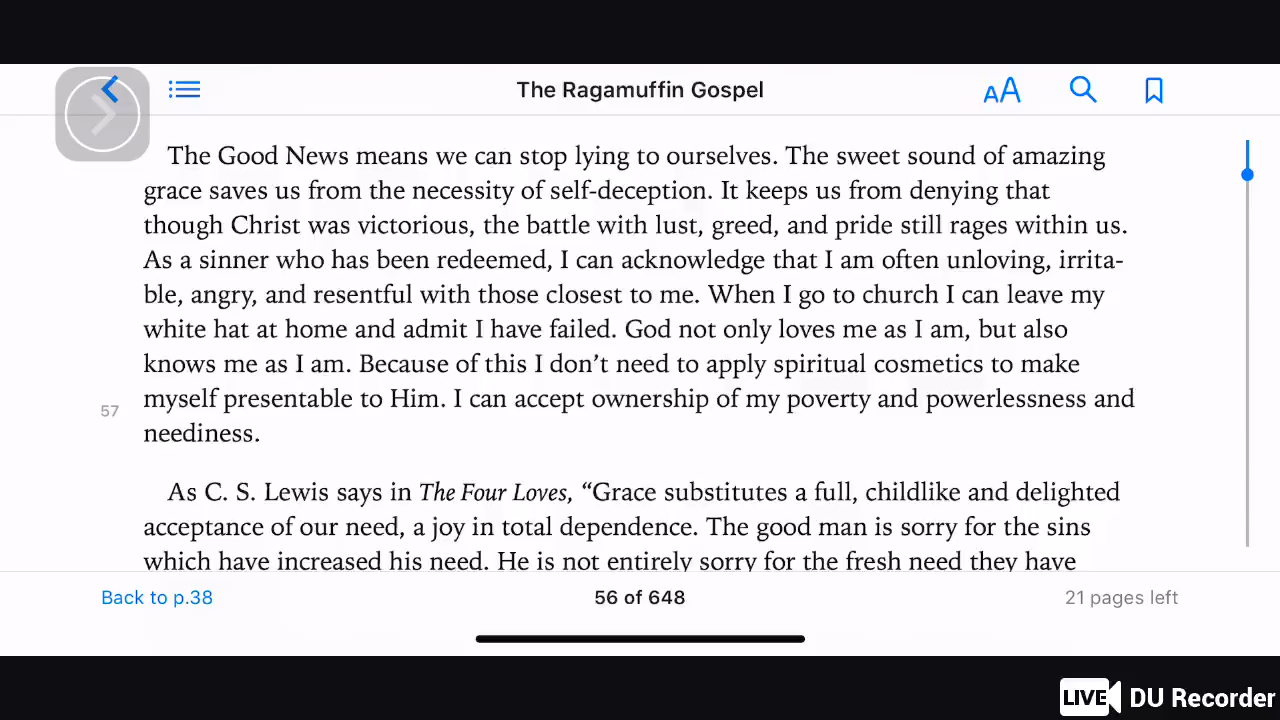 The Ragamuffin Gospel
AA
The Good News means we can stop lying to ourselves. The sweet sound of amazing
grace saves us from the necessity of self-deception. It keeps us from denying that
though Christ was victorious, the battle with lust, greed, and pride still rages within us.
As a sinner who has been redeemed, I can acknowledge that I am often unloving, irrita-
ble, angry, and resentful with those closest to me. When I go to church I can leave my
white hat at home and admit I have failed. God not only loves me as I am, but also
knows me as I am. Because of this I don’t need to apply spiritual cosmetics to make
57
myself presentable to Him. I can accept ownership of my poverty and powerlessness and
neediness.
As C. S. Lewis says in The Four Loves, “Grace substitutes a full, childlike and delighted
acceptance of our need, a joy in total dependence. The good man is sorry for the sins
which have increased his need. He is not entirely sorry for the fresh need they have
Back to p.38
56 of 648
21 pages left
LIVE DU Recorder